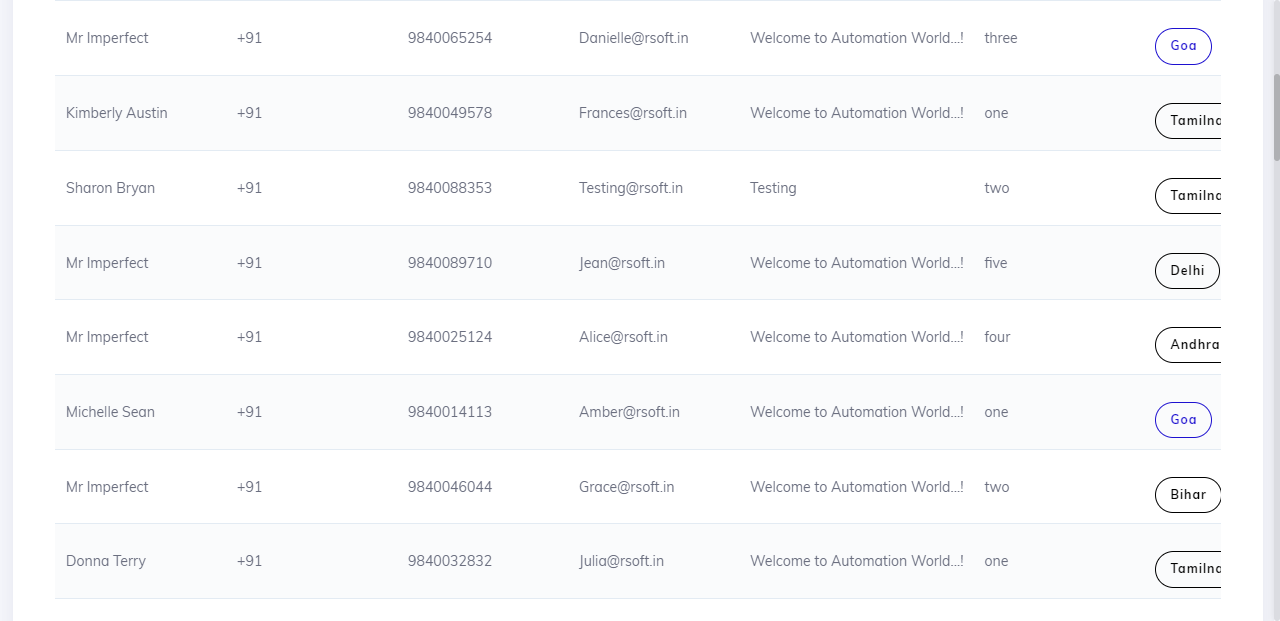 Mr Imperfect +91 9840065254 Danielle@rsoft.in Welcome to Automation World...! three Goa
Kimberly Austin +91 9840049578 Frances@rsoft.in Welcome to Automation World...! one Tamilna
Sharon Bryan +91 9840088353 Testing@rsoft.in Testing two Tamilna
Mr Imperfect +91 9840089710 Jean@rsoft.in Welcome to Automation World...! five Delhi
Mr Imperfect +91 9840025124 Alice@rsoft.in Welcome to Automation World...! four Andhra
Michelle Sean +91 9840014113 Amber@rsoft.in Welcome to Automation World...! one Goa
Mr Imperfect +91 9840046044 Grace@rsoft.in Welcome to Automation World...! two Bihar
Donna Terry +91 9840032832 Julia@rsoft.in Welcome to Automation World...! one Tamilna